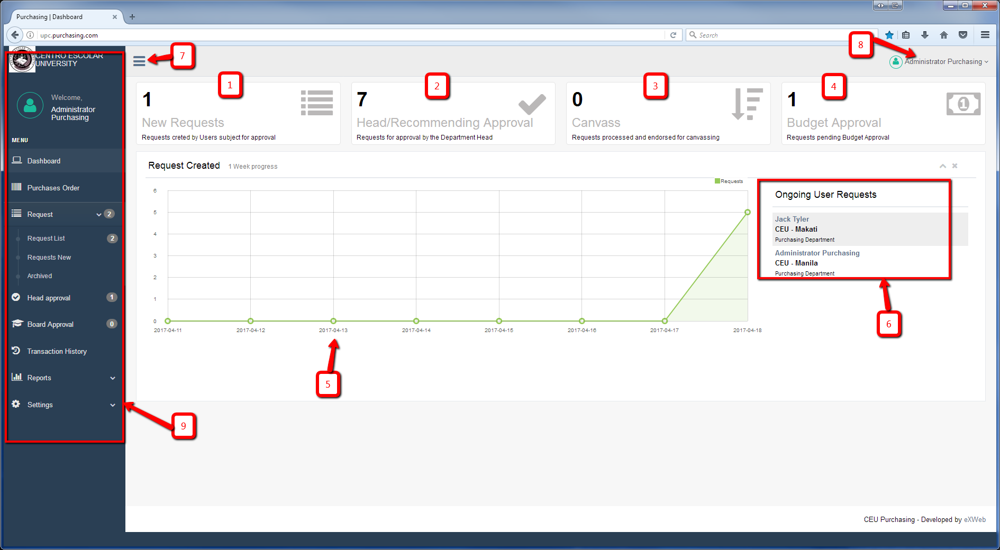 Purchasing | Dashboard
upc.purchasing.com
Search
CENTRO ESCOLAR
UNIVERSITY
7
8
Administrator Purchasing
Welcome,
Administrator
Purchasing
MENU
Dashboard
Purchases Order
Request 2
Request List 2
Requests New
Archived
Head approval 1
Board Approval 0
Transaction History
Reports
Settings
9
1
1
New Requests
Requests creted by Users subject for approval
2
7
Head/Recommending Approval
Requests for approval by the Department Head
3
0
Canvass
Requests processed and endorsed for canvassing
4
1
1
Budget Approval
Requests pending Budget Approval
Request Created 1 Week progress
Requests
6
5
4
3
2
1
0
2017-04-11 2017-04-12 2017-04-13 2017-04-14 2017-04-15 2017-04-16 2017-04-17 2017-04-18
5
Ongoing User Requests
Jack Tyler
CEU - Makati
Purchasing Department
Administrator Purchasing
CEU - Manila
Purchasing Department
6
CEU Purchasing - Developed by eXWeb